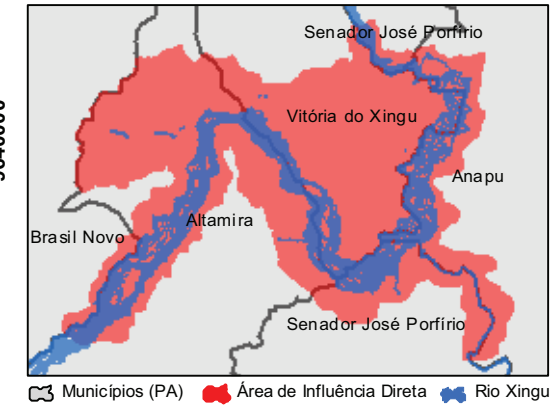 Senador José Porfírio
Vitória do Xingu
Anapu
Altamira
Brasil Novo
Senador José Porfírio
Municípios (PA) Área de Influência Direta Rio Xingu